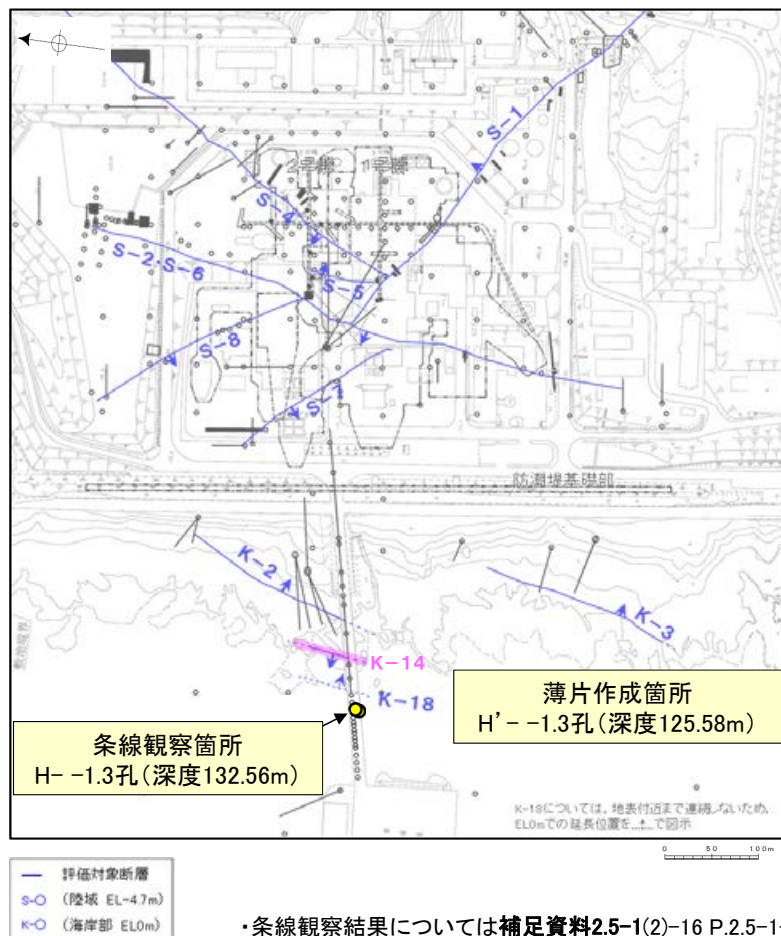 S-1
2号機
1号機
S-4
S-2・S-6
S-5
S-8
S-7
防潮堤基礎部
K-2
K-3
K-14
K-18
敷地境界
薄片作成箇所
H’- -1.3孔(深度125.58m)
条線観察箇所
H- -1.3孔(深度132.56m)
K-18については、地表付近まで連続しないため、
EL0mでの延長位置を で図示
0 50 100m
評価対象断層
S-○ (陸域 EL-4.7m)
K-○ (海岸部 EL0m)
・条線観察結果については補足資料2.5-1(2)-16 P.2.5-1-